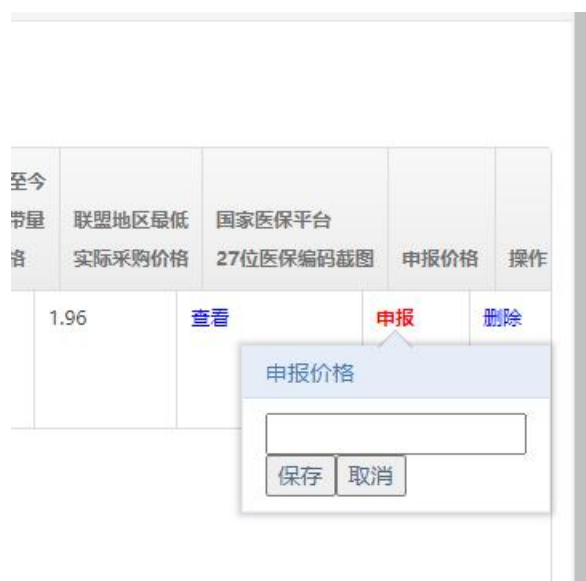 至今
带量 联盟地区最低 国家医保平台
格 实际采购价格 27位医保编码截图 申报价格 操作
1.96 查看 申报 删除
申报价格
保存 取消